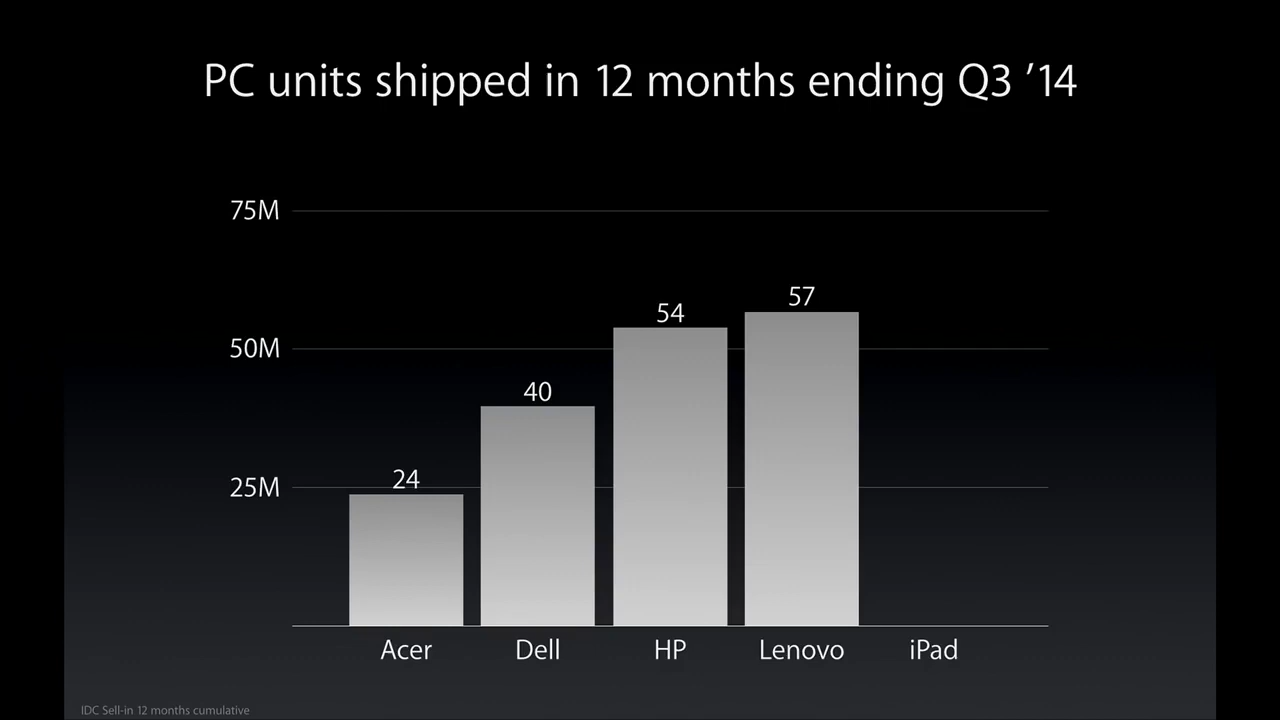 PC units shipped in 12 months ending Q3 ’14
75M
57
54
50M
40
24
25M
Acer Dell HP Lenovo iPad
IDC Sell-in 12 months cumulative